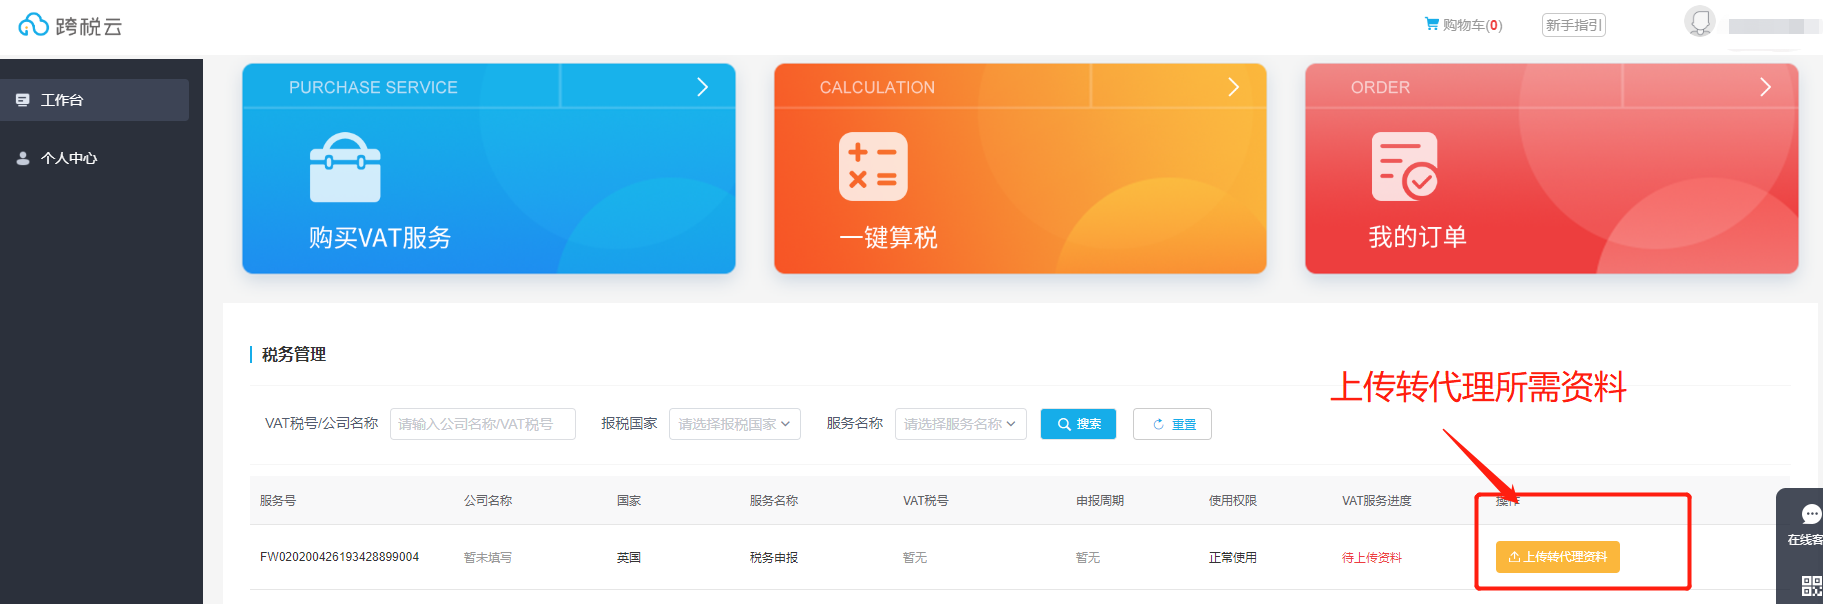 跨税云
购物车(0)
新手指引
工作台
个人中心
PURCHASE SERVICE
购买VAT服务
CALCULATION
一键算税
ORDER
我的订单
税务管理
上传转代理所需资料
VAT税号/公司名称 请输入公司名称/VAT税号 报税国家 请选择报税国家 服务名称 请选择服务名称 搜索 重置
服务号 公司名称 国家 服务名称 VAT税号 申报周期 使用权限 VAT服务进度 操作
FW020200426193428899004 暂未填写 英国 税务申报 暂无 暂无 正常使用 待上传资料 上传转代理资料
在线客